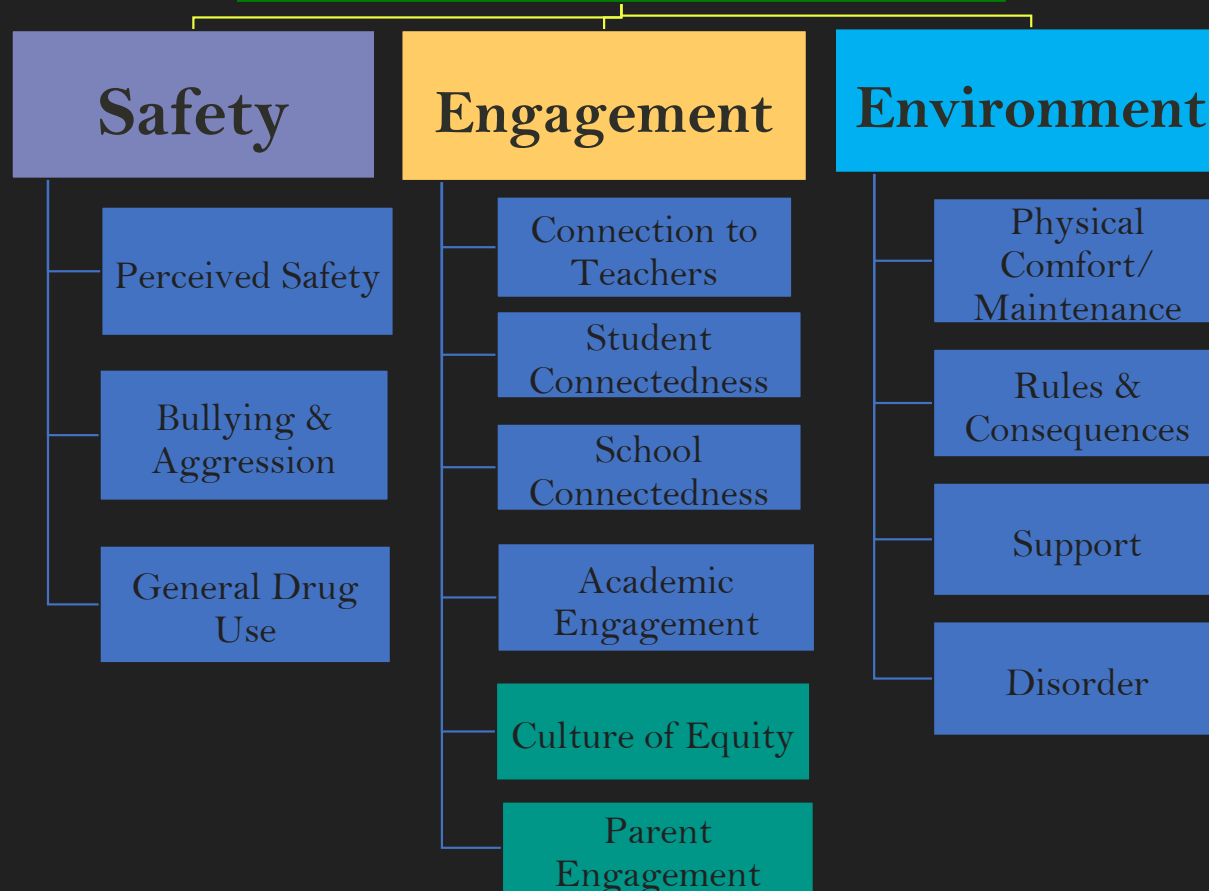 Safety
Perceived Safety
Bullying &
Aggression
General Drug
Use
Engagement
Connection to
Teachers
Student
Connectedness
School
Connectedness
Academic
Engagement
Culture of Equity
Parent
Engagement
Environment
Physical
Comfort/
Maintenance
Rules &
Consequences
Support
Disorder